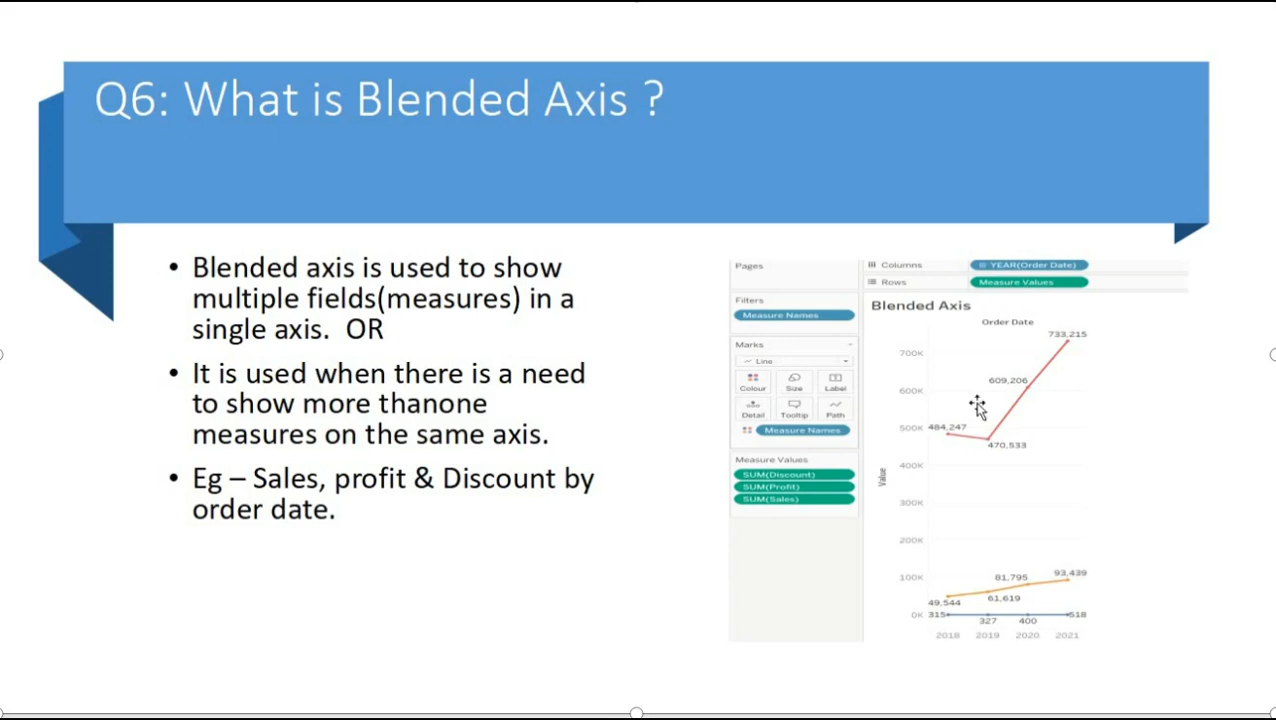 Q6: What is Blended Axis ?
• Blended axis is used to show
multiple fields(measures) in a
single axis.  OR
• It is used when there is a need
to show more thanone
measures on the same axis.
• Eg – Sales, profit & Discount by
order date.
Pages
Filters
Measure Names
Marks
Line
Colour Size Label
Detail Tooltip Path
Measure Names
Measure Values
SUM(Discount)
SUM(Profit)
SUM(Sales)
Columns YEAR(Order Date)
Rows Measure Values
Blended Axis
Order Date
733,215
700K
609,206
600K
500K 484,247
470,533
400K
Value
300K
200K
100K 81,795 93,439
49,544 61,619
0K 315 518
327 400
2018 2019 2020 2021